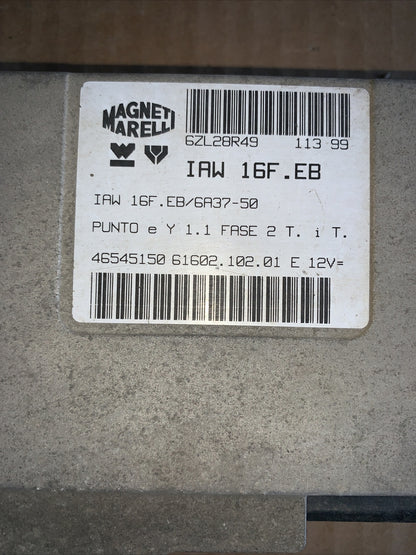 MAGNETI
MARELLI
6ZL28R49 113 99
IAW 16F.EB
IAW 16F.EB/6A37-50
PUNTO e Y 1.1 FASE 2 T. i T.
46545150 61602.102.01 E 12V=